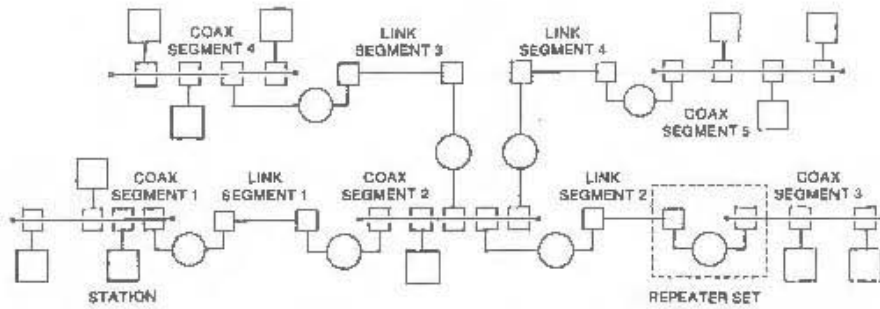 COAX
SEGMENT 4
LINK
SEGMENT 3
LINK
SEGMENT 4
COAX
SEGMENT 5
COAX
SEGMENT 1
LINK
SEGMENT 1
COAX
SEGMENT 2
LINK
SEGMENT 2
COAX
SEGMENT 3
STATION
REPEATER SET